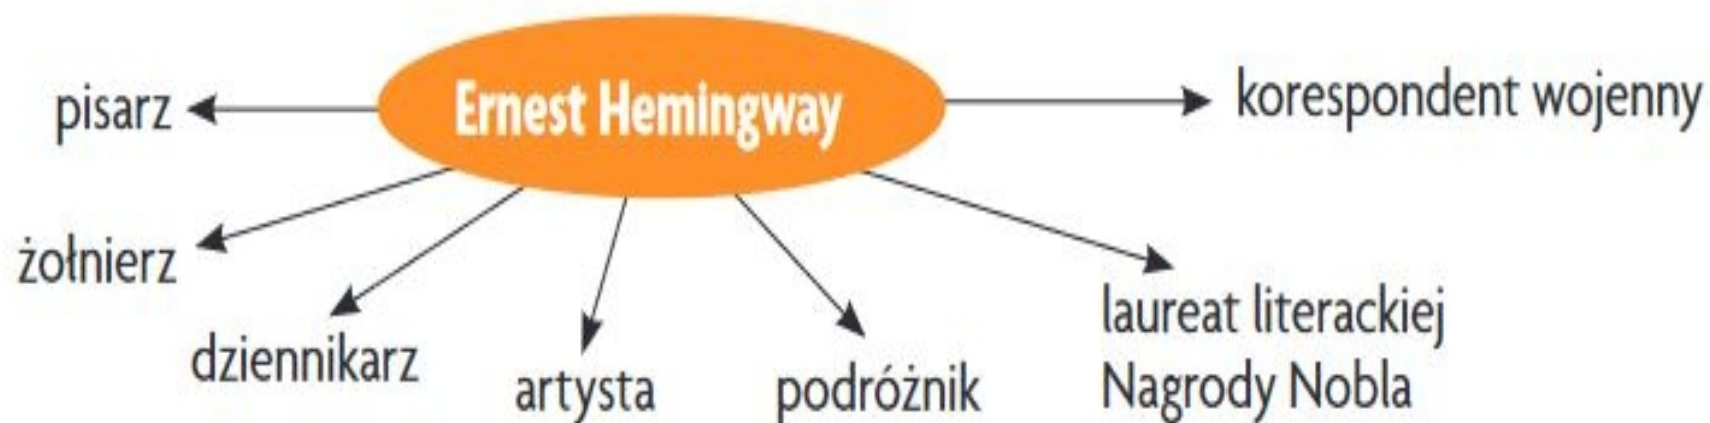 Ernest Hemingway
pisarz
korespondent wojenny
żołnierz
dziennikarz
artysta
podróżnik
laureat literackiej
Nagrody Nobla